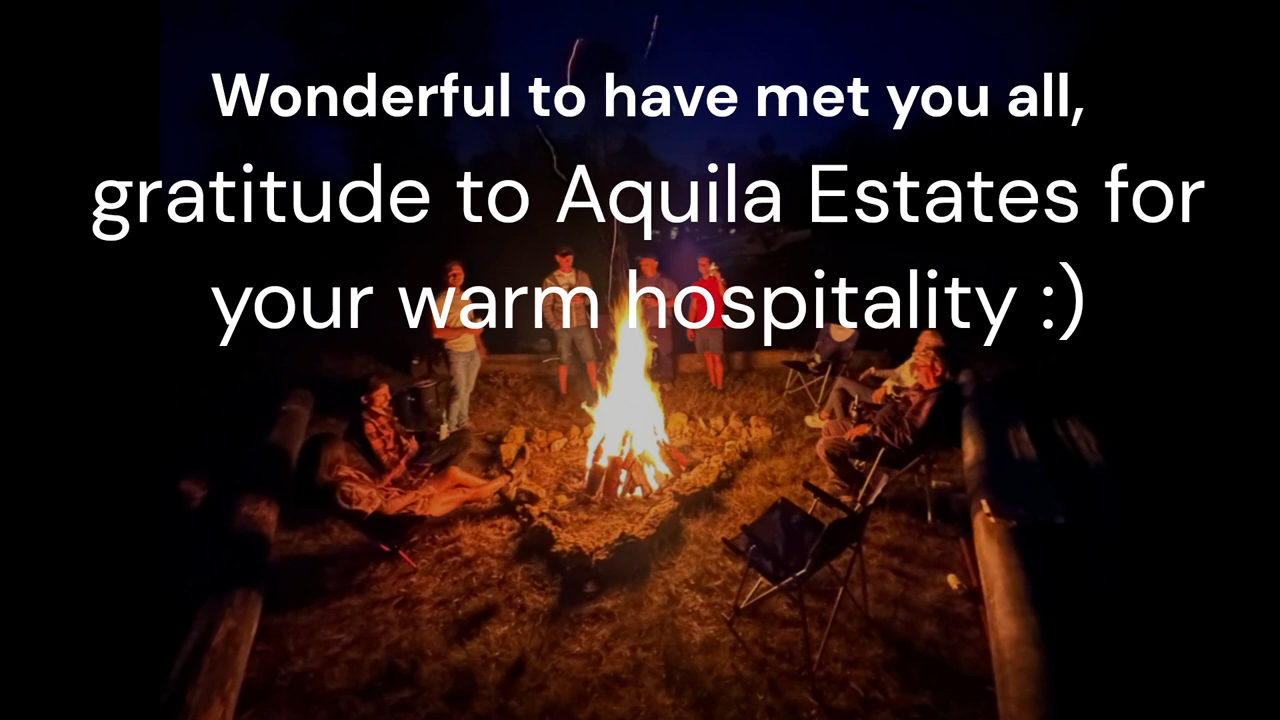 Wonderful to have met you all,
gratitude to Aquila Estates for
your warm hospitality :)